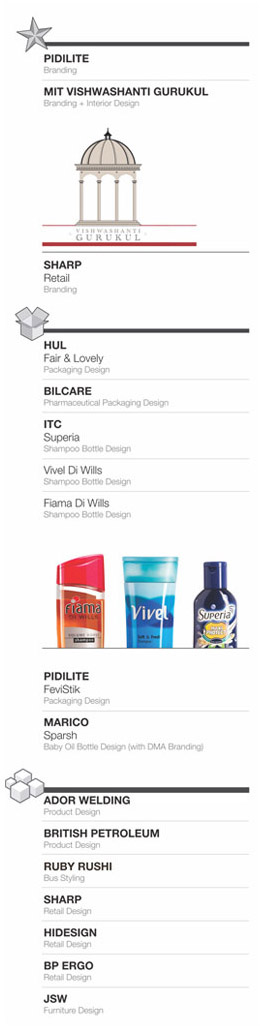 PIDILITE
Branding
MIT VISHWASHANTI GURUKUL
Branding + Interior Design
VISHWASHANTI
GURUKUL
SHARP
Retail
Branding
HUL
Fair & Lovely
Packaging Design
BILCARE
Pharmaceutical Packaging Design
ITC
Superia
Shampoo Bottle Design
Vivel Di Wills
Shampoo Bottle Design
Fiama Di Wills
Shampoo Bottle Design
Fiama
DI WILLS
shampoo
Vivel
Superia
PIDILITE
FeviStik
Packaging Design
MARICO
Sparsh
Baby Oil Bottle Design (with DMA Branding)
ADOR WELDING
Product Design
BRITISH PETROLEUM
Product Design
RUBY RUSHI
Bus Styling
SHARP
Retail Design
HIDESIGN
Retail Design
BP ERGO
Retail Design
JSW
Furniture Design